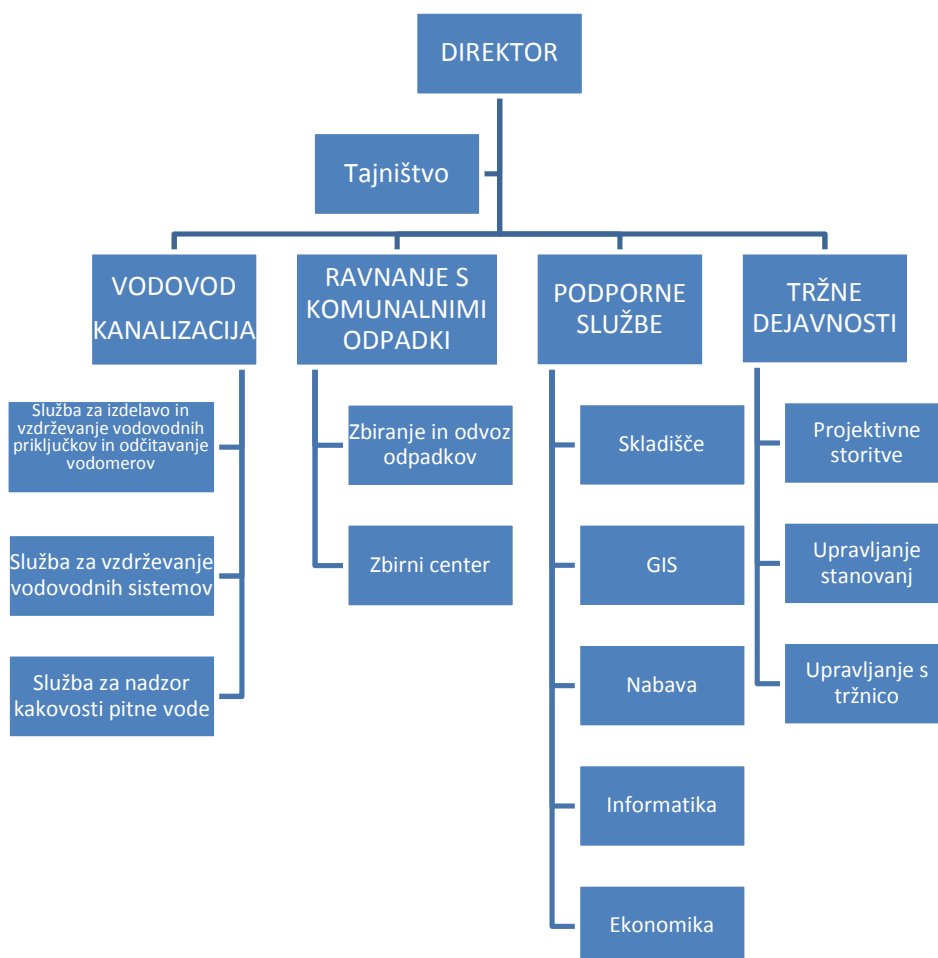 DIREKTOR
Tajništvo
VODOVOD
KANALIZACIJA
RAVNANJE S
KOMUNALNIMI
ODPADKI
PODPORNE
SLUŽBE
TRŽNE
DEJAVNOSTI
Služba za izdelavo in
vzdrževanje vodovodnih
priključkov in odčitavanje
vodomerov
Služba za vzdrževanje
vodovodnih sistemov
Služba za nadzor
kakovosti pitne vode
Zbiranje in odvoz
odpadkov
Zbirni center
Skladišče
GIS
Nabava
Informatika
Ekonomika
Projektivne
storitve
Upravljanje
stanovanj
Upravljanje s
tržnico